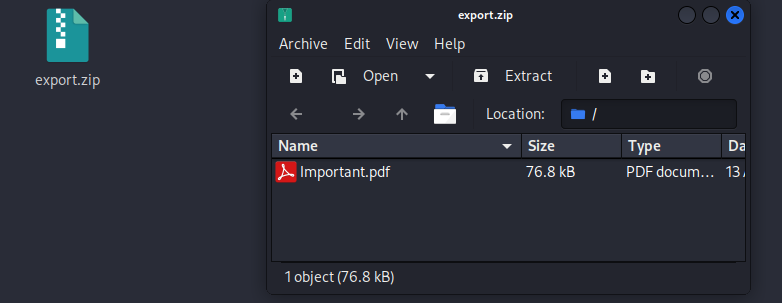 export.zip
export.zip
Archive Edit View Help
Open Extract
Location: /
Name Size Type Da
Important.pdf 76.8 kB PDF docum... 13
1 object (76.8 kB)